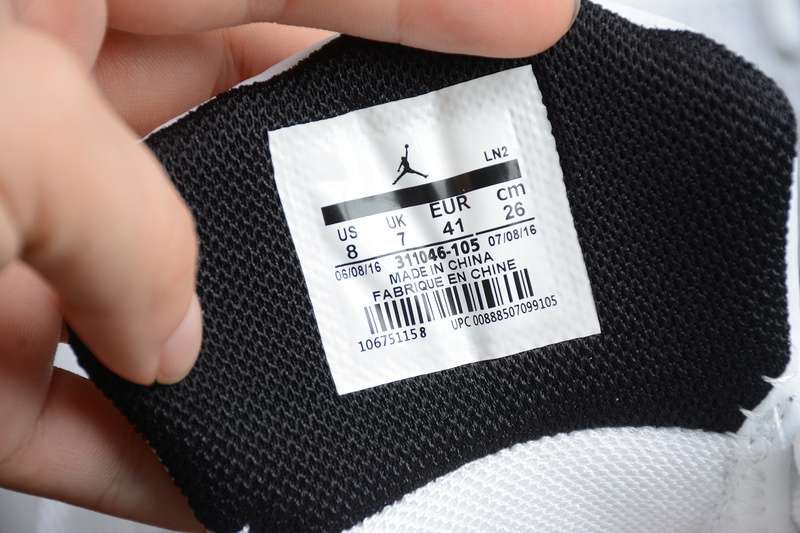 LN2
US UK EUR cm
8 7 41 26
06/08/16 311046-105 07/08/16
MADE IN CHINA
FABRIQUE EN CHINE
106751158 UPC 00888507099105